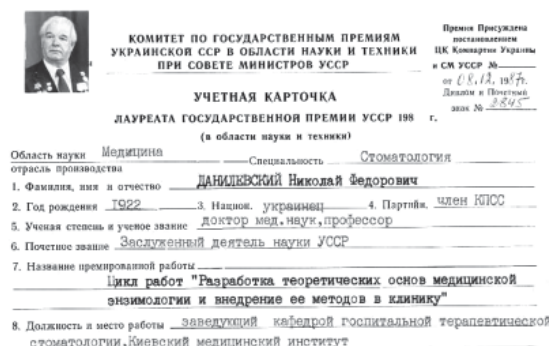 КОМИТЕТ ПО ГОСУДАРСТВЕННЫМ ПРЕМИЯМ
УКРАИНСКОЙ ССР В ОБЛАСТИ НАУКИ И ТЕХНИКИ
ПРИ СОВЕТЕ МИНИСТРОВ УССР
Премия Присуждена
постановлением
ЦК Компартии Украины
и СМ УССР №
от 08.12. 1987г.
Диплом и Почетный
знак № 2845
УЧЕТНАЯ КАРТОЧКА
ЛАУРЕАТА ГОСУДАРСТВЕННОЙ ПРЕМИИ УССР 198 г.
(в области науки и техники)
Область науки Медицина Специальность Стоматология
отрасль производства
1. Фамилия, имя и отчество ДАНИЛЕВСКИЙ Николай Федорович
2. Год рождения 1922 3. Национ. украинец 4. Партийн. член КПСС
5. Ученая степень и ученое звание доктор мед.наук,профессор
6. Почетное звание Заслуженный деятель науки УССР
7. Название премированной работы
Цикл работ "Разработка теоретических основ медицинской
энзимологии и внедрение ее методов в клинику"
8. Должность и место работы заведующий кафедрой госпитальной терапевтической
стоматологии,Киевский медицинский институт